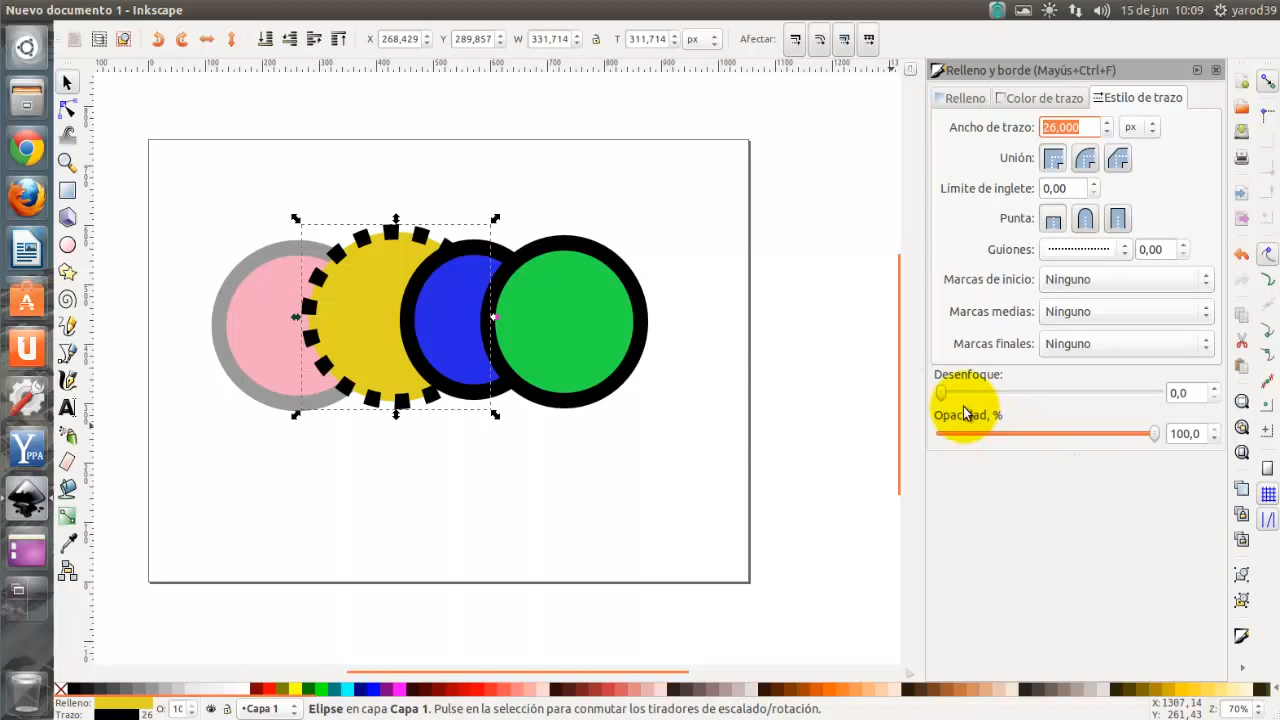 Nuevo documento 1 - Inkscape
15 de jun 10:09 yarod39
X 268,429 Y 289,857 W 331,714 T 311,714 px Afectar:
Relleno y borde (Mayús+Ctrl+F)
Relleno Color de trazo Estilo de trazo
Ancho de trazo: 26,000 px
Unión:
Límite de inglete: 0,00
Punta:
Guiones: 0,00
Marcas de inicio: Ninguno
Marcas medias: Ninguno
Marcas finales: Ninguno
Desenfoque:
0,0
Opacidad, %
100,0
Relleno: O: 10 Capa 1 Elipse en capa Capa 1. Pulse en la selección para conmutar los tiradores de escalado/rotación. X:1307,14 Z: 70%
Trazo: 26 Y: 261,43